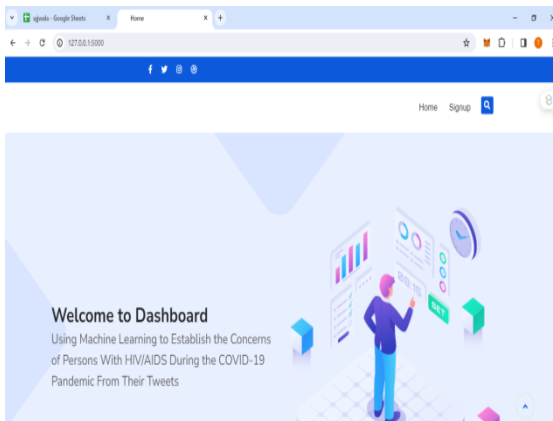 ujjwala - Google Sheets
Home
127.0.0.1:5000
Home
Signup
Welcome to Dashboard
Using Machine Learning to Establish the Concerns
of Persons With HIV/AIDS During the COVID-19
Pandemic From Their Tweets